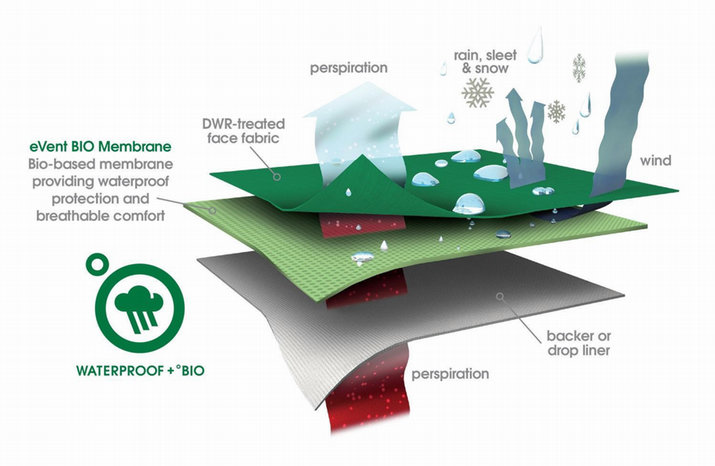 rain, sleet
& snow
perspiration
DWR-treated
face fabric
eVent BIO Membrane
Bio-based membrane
providing waterproof
protection and
breathable comfort
wind
backer or
drop liner
WATERPROOF +°BIO
perspiration